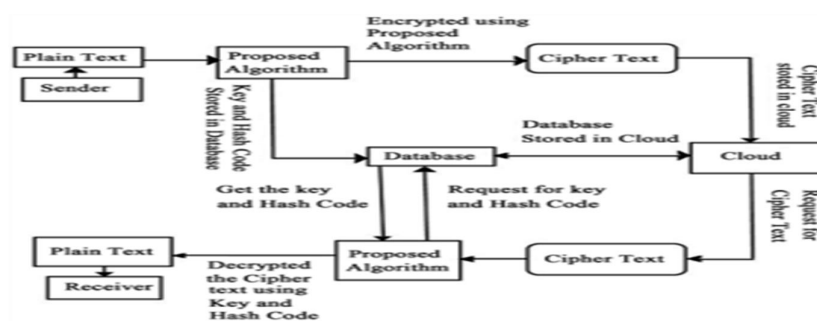 Encrypted using
Proposed
Algorithm
Plain Text
Proposed
Algorithm
Cipher Text
Sender
Key and Hash Code
Stored in Database
Cipher Text
stoted in cloud
Database
Stored in Cloud
Database
Cloud
Get the key
and Hash Code
Request for key
and Hash Code
Request for
Cipher Text
Plain Text
Proposed
Algorithm
Cipher Text
Receiver
Decrypted
the Cipher
text using
Key and
Hash Code